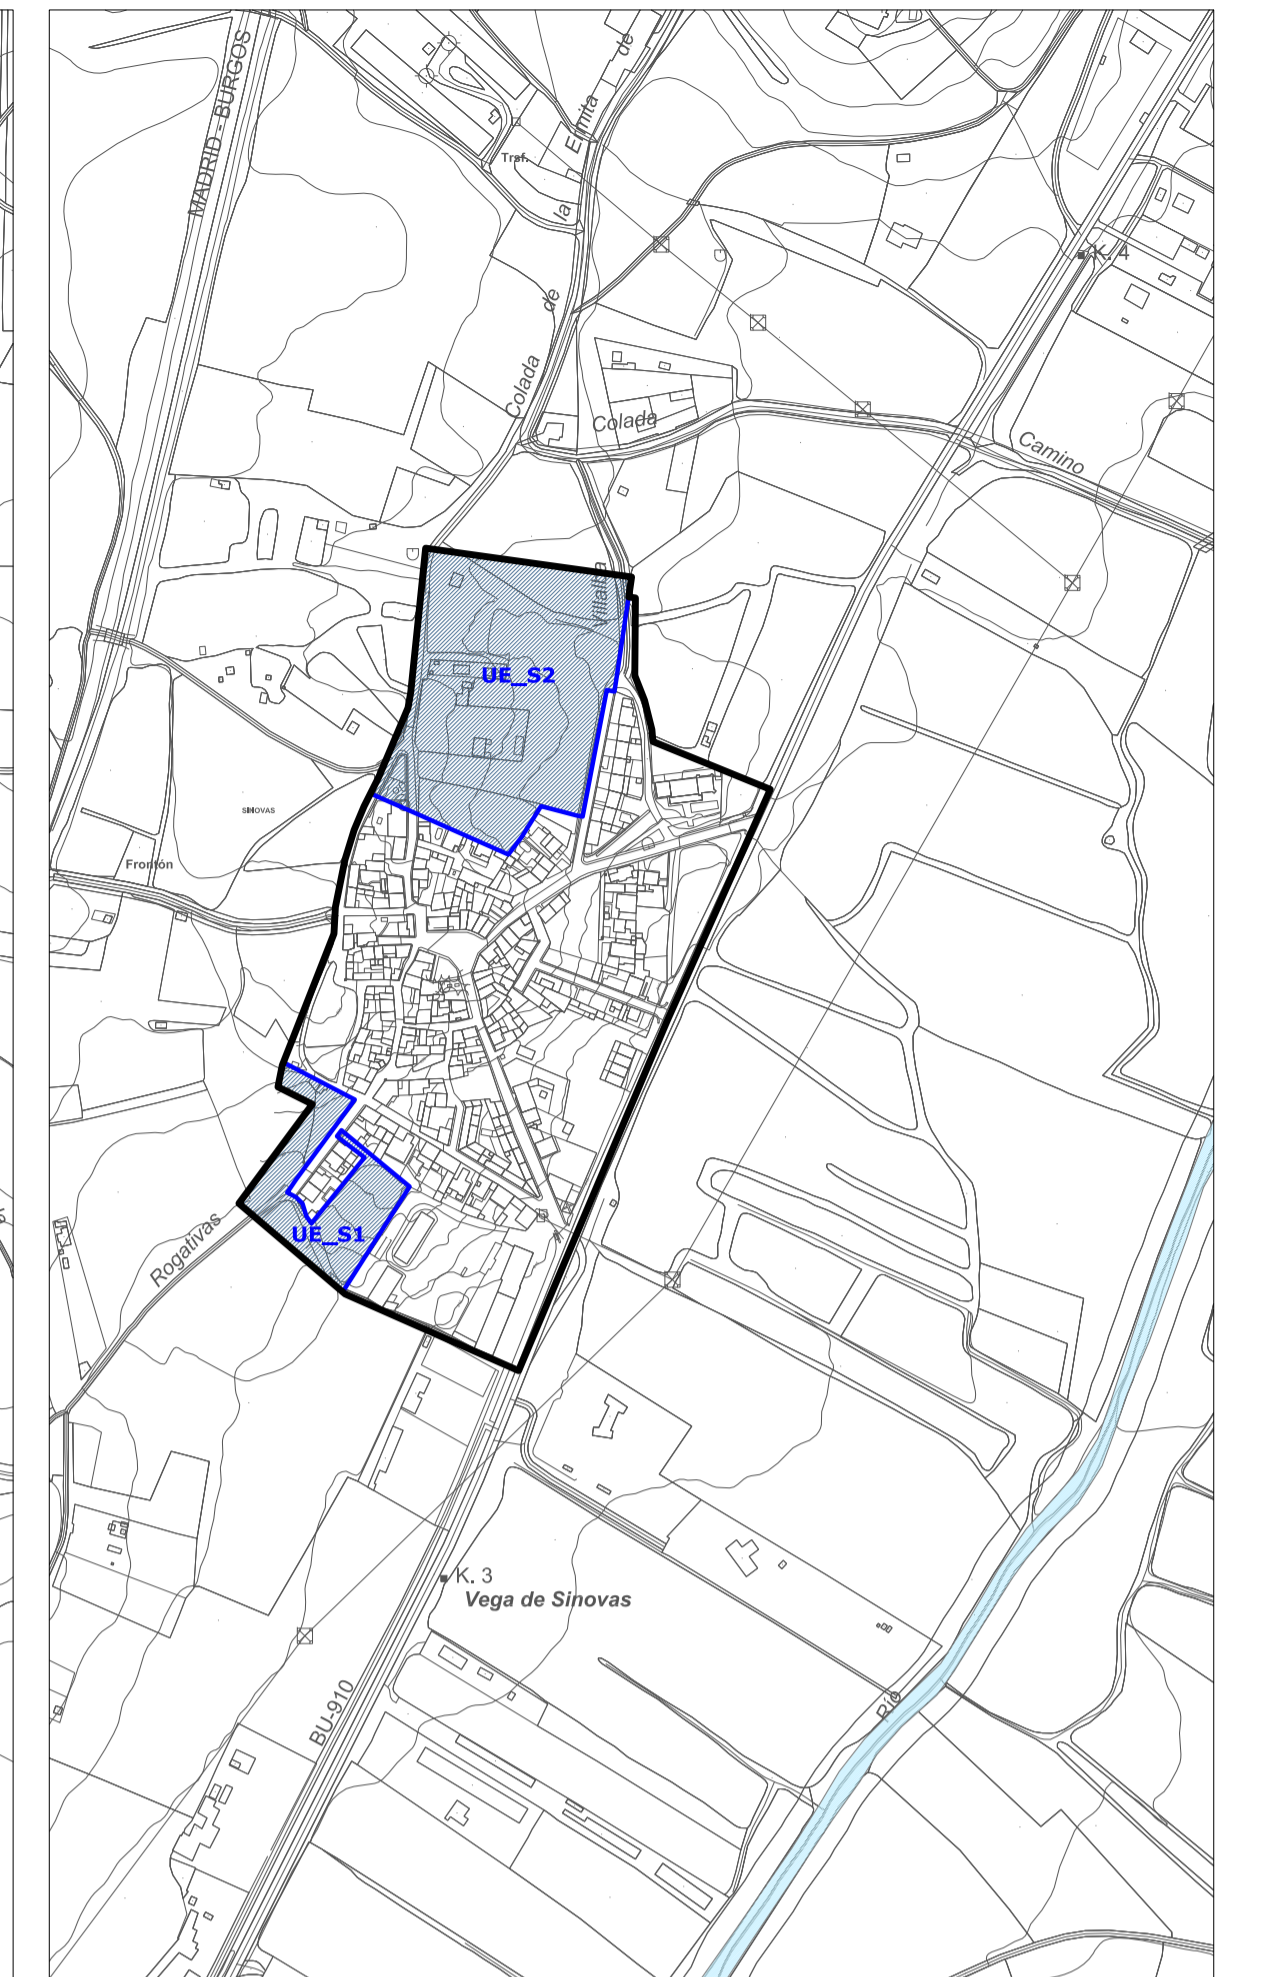 MADRID - BURGOS
Colada de la Ermita de
Trsf.
K. 4
Colada
Camino
Villalba
UE_S2
SINOVAS
Frontón
UE_S1
Rogativas
K. 3
Vega de Sinovas
BU-910
Río